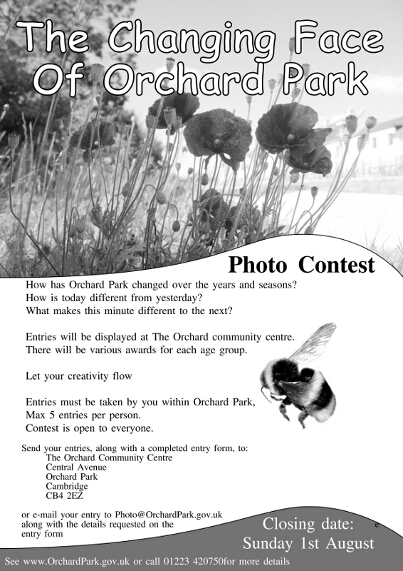 The Changing Face
Of Orchard Park
Photo Contest
How has Orchard Park changed over the years and seasons?
How is today different from yesterday?
What makes this minute different to the next?
Entries will be displayed at The Orchard community centre.
There will be various awards for each age group.
Let your creativity flow
Entries must be taken by you within Orchard Park,
Max 5 entries per person.
Contest is open to everyone.
Send your entries, along with a completed entry form, to:
The Orchard Community Centre
Central Avenue
Orchard Park
Cambridge
CB4 2EZ
or e-mail your entry to Photo@OrchardPark.gov.uk
along with the details requested on the
entry form
Closing date: e
Sunday 1st August
See www.OrchardPark.gov.uk or call 01223 420750for more details